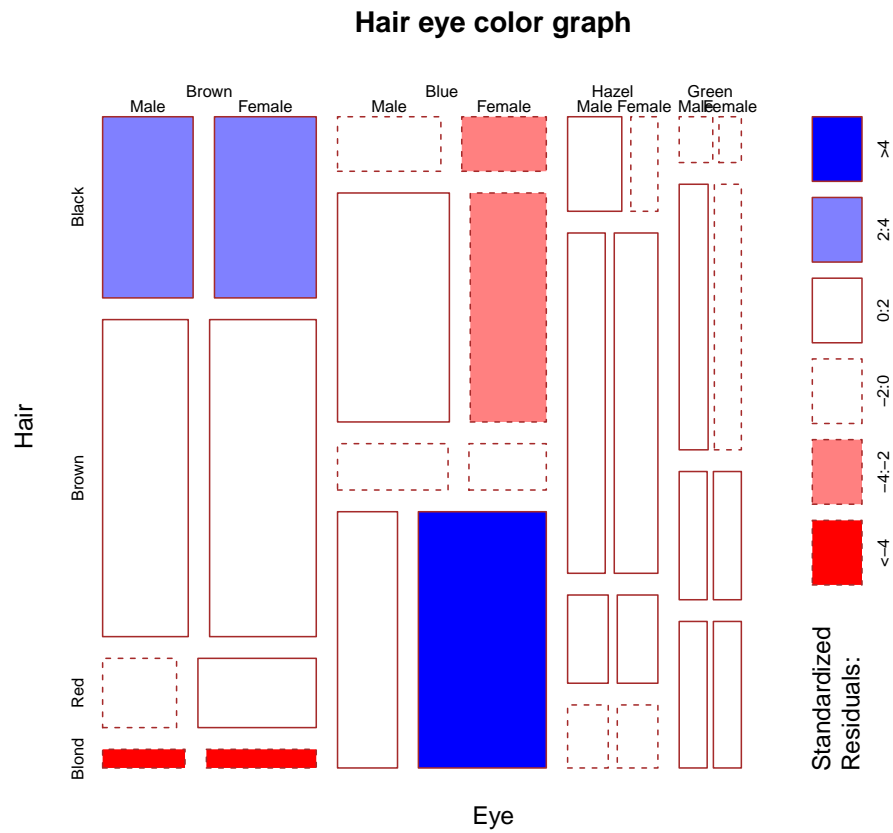 Hair eye color graph
Brown Blue Hazel Green
Male Female Male Female Male Female Male Female
Black
Brown
Red
Blond
Hair
Eye
>4
2:4
0:2
−2:0
−4:−2
<−4
Standardized
Residuals: